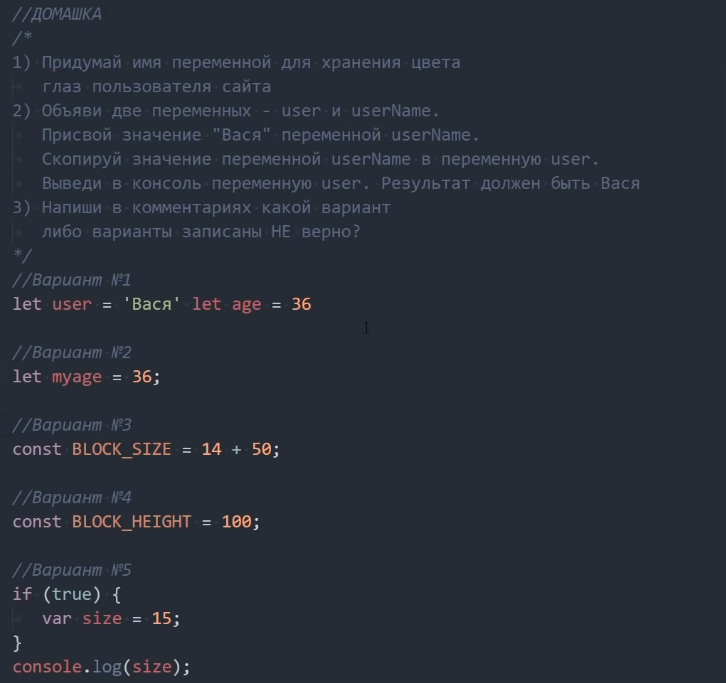 //ДОМАШКА
/*
1) Придумай имя переменной для хранения цвета
глаз пользователя сайта
2) Объяви две переменных - user и userName.
Присвой значение "Вася" переменной userName.
Скопируй значение переменной userName в переменную user.
Выведи в консоль переменную user. Результат должен быть Вася
3) Напиши в комментариях какой вариант
либо варианты записаны НЕ верно?
*/
//Вариант №1
let user = 'Вася' let age = 36
//Вариант №2
let myage = 36;
//Вариант №3
const BLOCK_SIZE = 14 + 50;
//Вариант №4
const BLOCK_HEIGHT = 100;
//Вариант №5
if (true) {
var size = 15;
}
console.log(size);